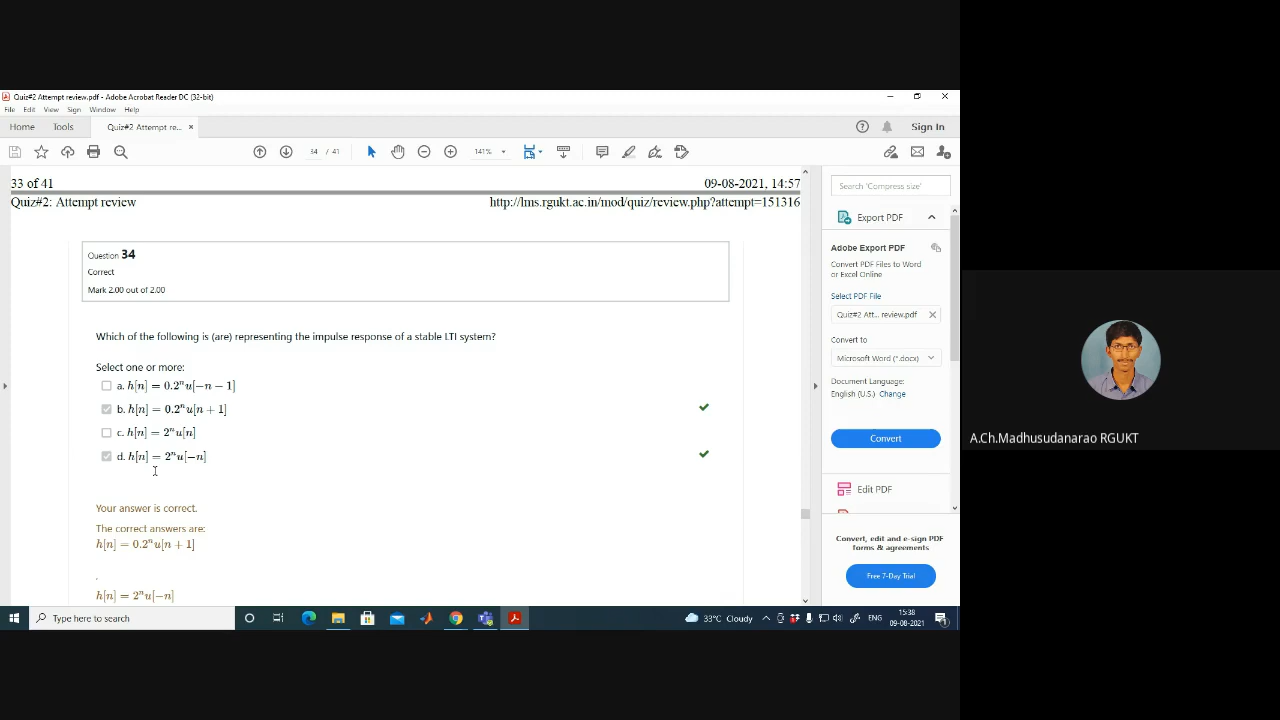 Quiz#2 Attempt review.pdf - Adobe Acrobat Reader DC (32-bit)
File Edit View Sign Window Help
Home Tools Quiz#2 Attempt re... × Sign In
34 / 41 141%
33 of 41 09-08-2021, 14:57
Quiz#2: Attempt review http://lms.rgukt.ac.in/mod/quiz/review.php?attempt=151316
Question 34
Correct
Mark 2.00 out of 2.00
Which of the following is (are) representing the impulse response of a stable LTI system?
Select one or more:
a. h[n] = 0.2ⁿu[−n − 1]
b. h[n] = 0.2ⁿu[n + 1]
c. h[n] = 2ⁿu[n]
d. h[n] = 2ⁿu[−n]
Your answer is correct.
The correct answers are:
h[n] = 0.2ⁿu[n + 1]
.
h[n] = 2ⁿu[−n]
Search 'Compress size'
Export PDF
Adobe Export PDF
Convert PDF Files to Word
or Excel Online
Select PDF File
Quiz#2 Att... review.pdf
Convert to
Microsoft Word (*.docx)
Document Language:
English (U.S.) Change
Convert
Edit PDF
Convert, edit and e-sign PDF
forms & agreements
Free 7-Day Trial
Type here to search
33°C Cloudy ENG 15:38
09-08-2021
A.Ch.Madhusudanarao RGUKT